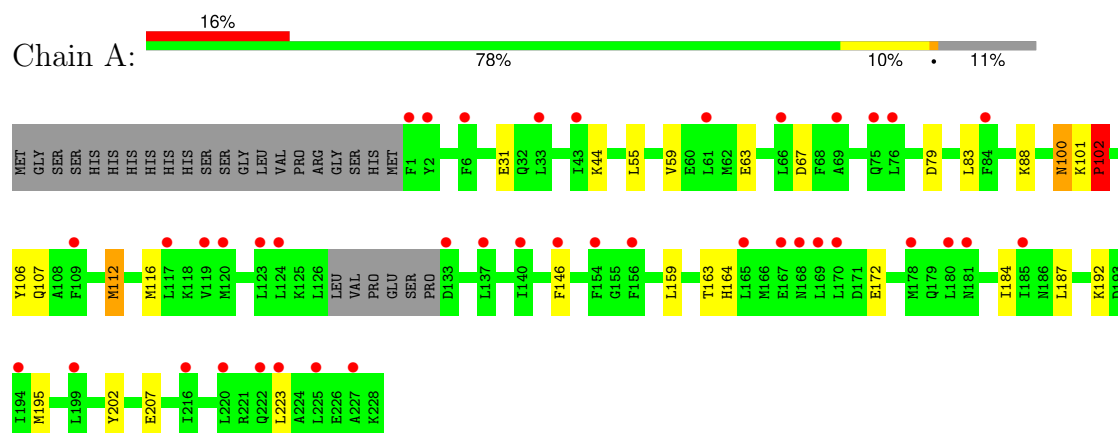 16%
Chain A:
78% 10% • 11%
MET GLY SER SER HIS HIS HIS HIS HIS HIS SER SER GLY LEU VAL PRO ARG GLY SER HIS MET F1 Y2 F6 E31 Q32 L33 I43 K44 L55 V59 E60 L61 M62 E63 L66 D67 F68 A69 Q75 L76 D79 L83 F84 K88 N100 K101 P102
Y106 Q107 A108 F109 M112 M116 L117 K118 V119 M120 L123 L124 K125 L126 LEU VAL PRO GLU SER PRO D133 L137 I140 F146 F154 G155 F156 L159 T163 H164 L165 M166 E167 N168 L169 L170 D171 E172 M178 Q179 L180 N181 I184 I185 N186 L187 K192 D193
I194 M195 L199 Y202 E207 I216 L220 R221 Q222 L223 A224 L225 E226 A227 K228